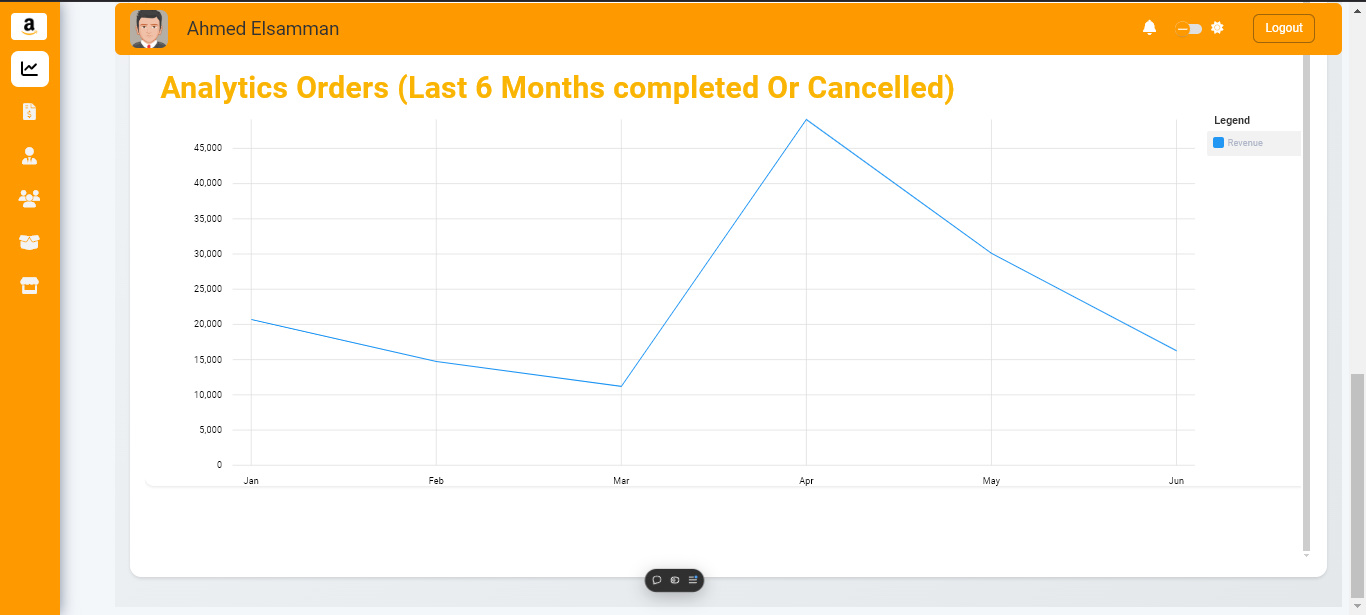 a
Ahmed Elsamman
Logout
Analytics Orders (Last 6 Months completed Or Cancelled)
Legend
Revenue
45,000
40,000
35,000
30,000
25,000
20,000
15,000
10,000
5,000
0
Jan Feb Mar Apr May Jun